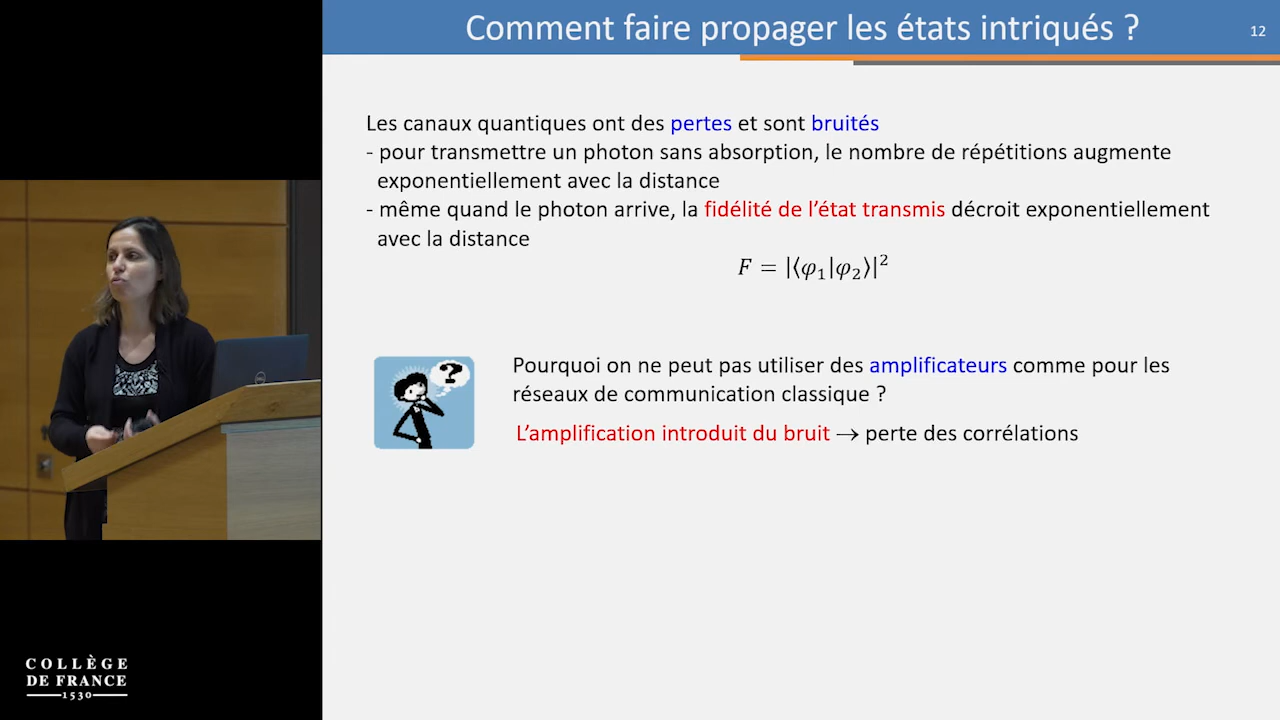 Comment faire propager les états intriqués ?
12
Les canaux quantiques ont des pertes et sont bruités
- pour transmettre un photon sans absorption, le nombre de répétitions augmente
exponentiellement avec la distance
- même quand le photon arrive, la fidélité de l’état transmis décroit exponentiellement
avec la distance
F = |⟨φ₁|φ₂⟩|²
?
Pourquoi on ne peut pas utiliser des amplificateurs comme pour les
réseaux de communication classique ?
L’amplification introduit du bruit → perte des corrélations
COLLÈGE
DE FRANCE
1530